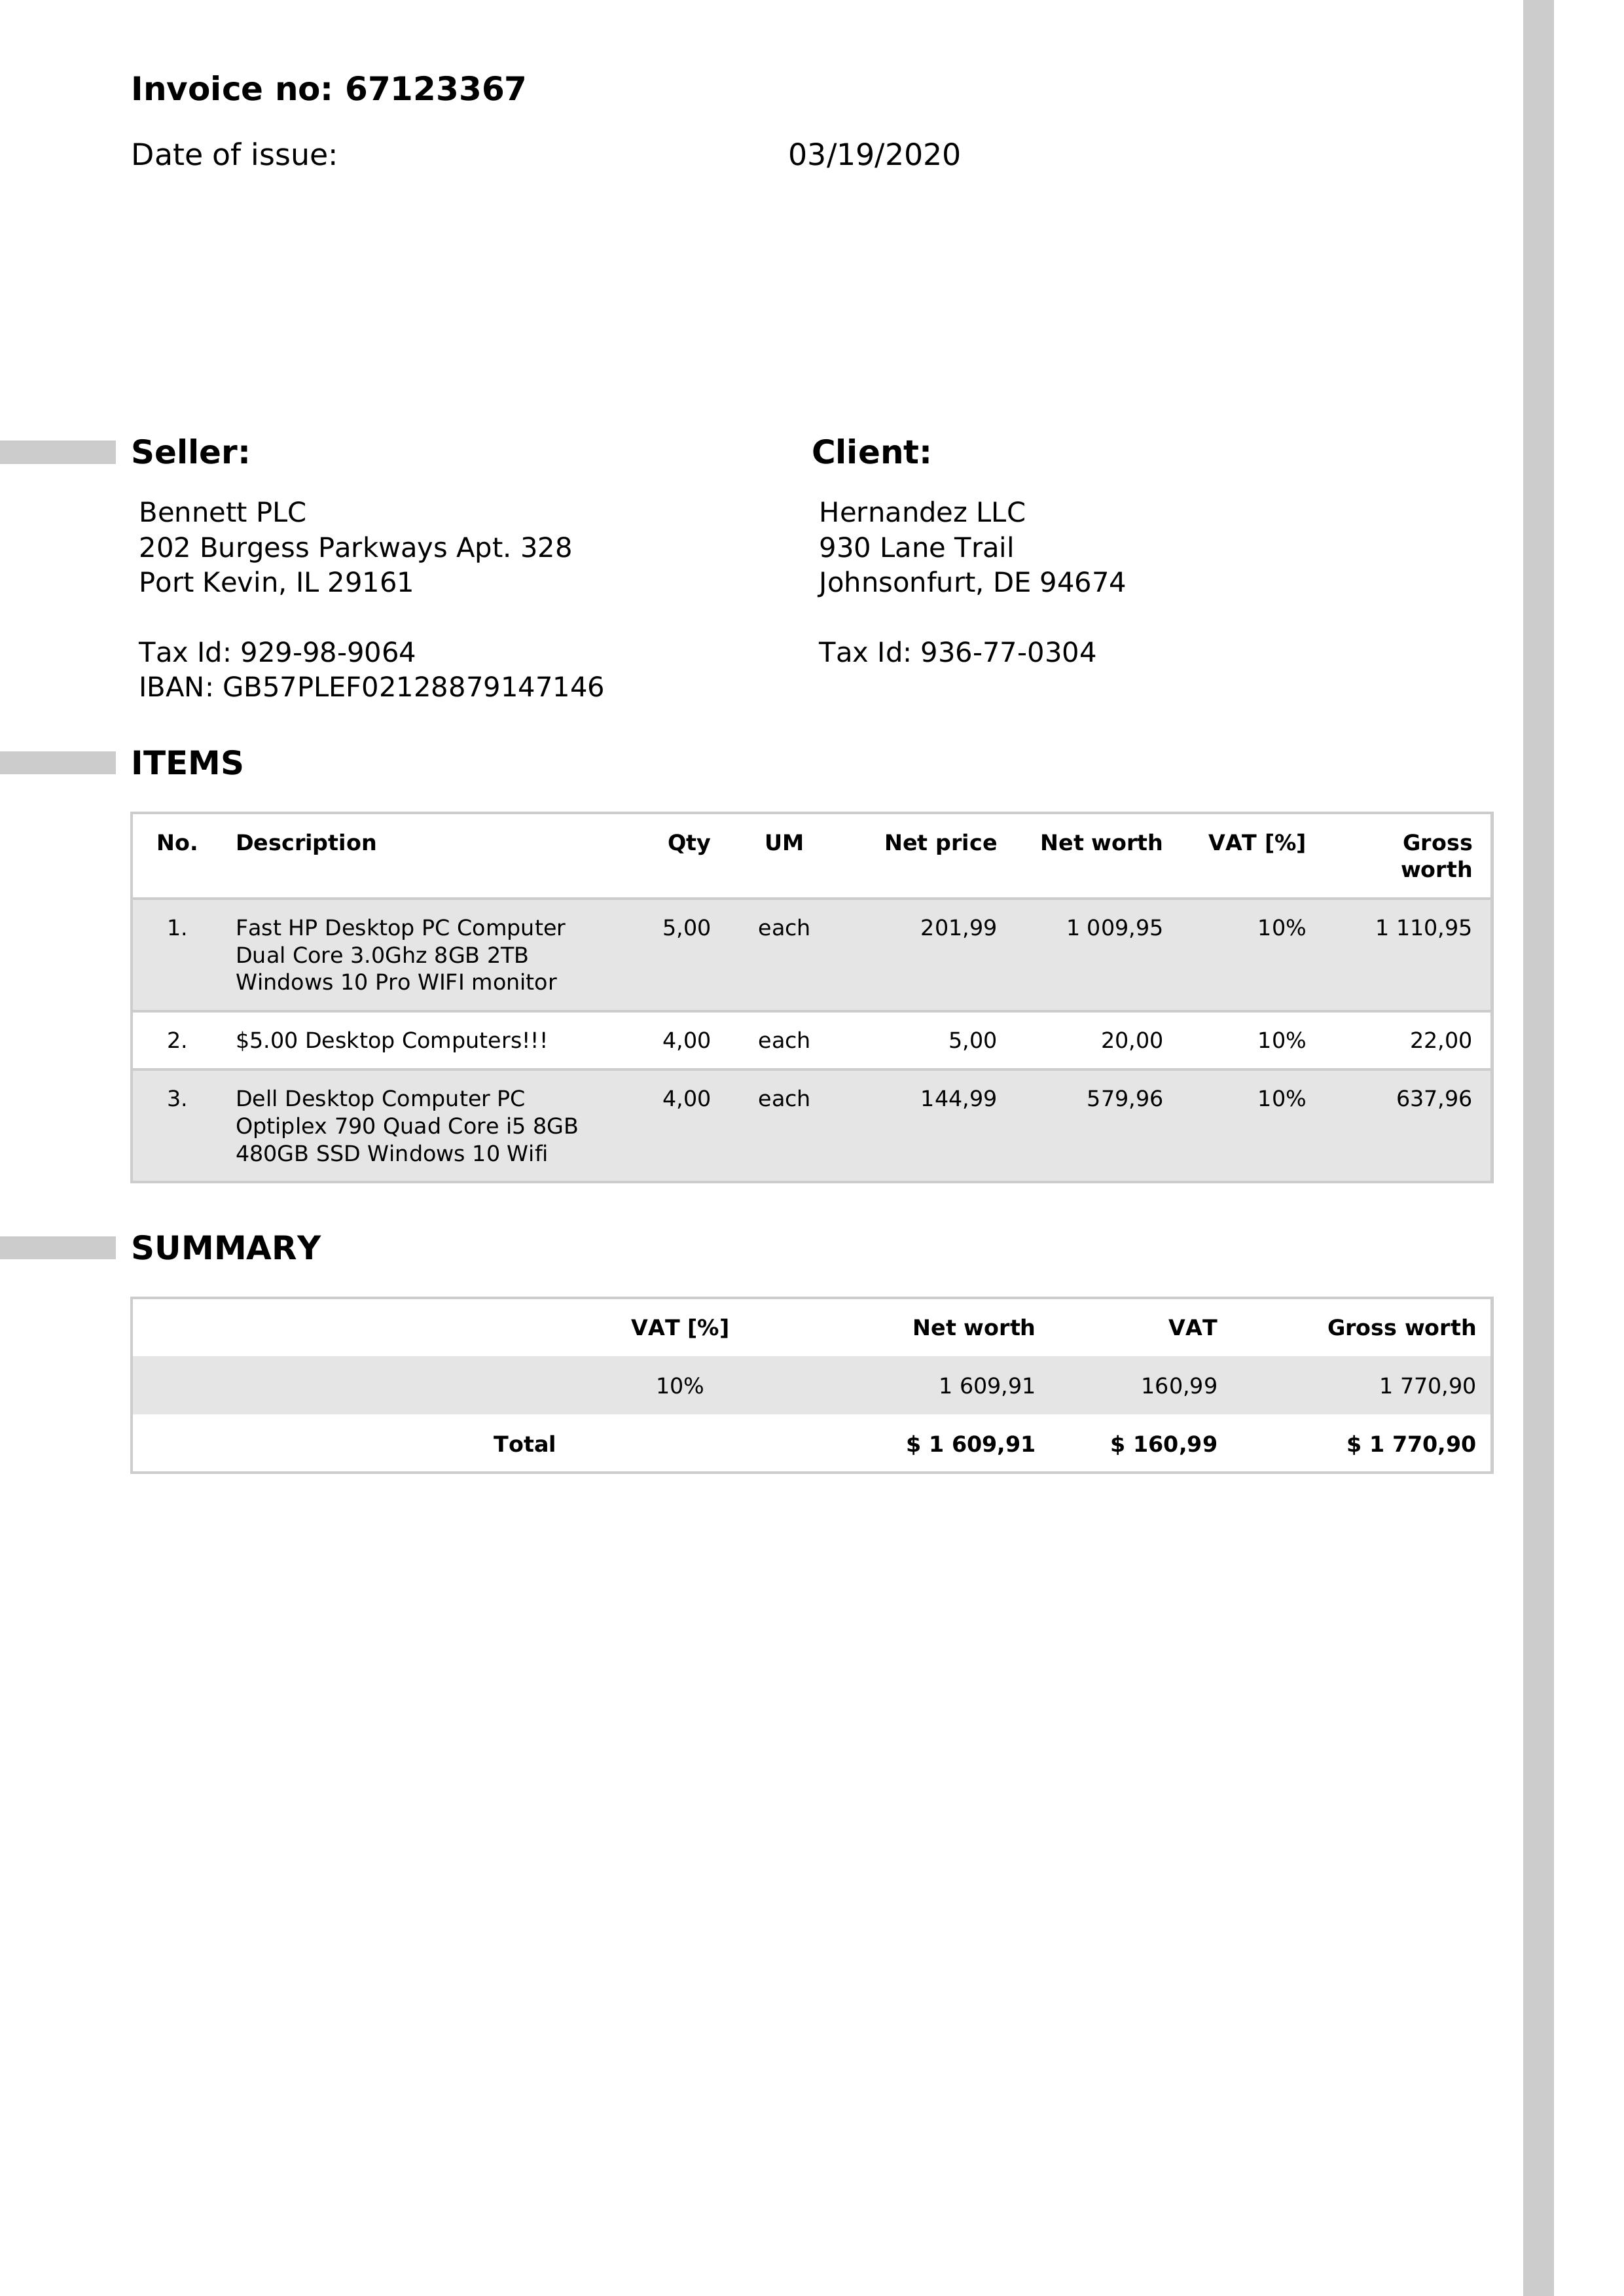 Invoice no: 67123367
Date of issue: 03/19/2020
Seller:
Bennett PLC
202 Burgess Parkways Apt. 328
Port Kevin, IL 29161
Tax Id: 929-98-9064
IBAN: GB57PLEF02128879147146
Client:
Hernandez LLC
930 Lane Trail
Johnsonfurt, DE 94674
Tax Id: 936-77-0304
ITEMS
No. Description Qty UM Net price Net worth VAT [%] Gross
worth
1. Fast HP Desktop PC Computer 5,00 each 201,99 1 009,95 10% 1 110,95
Dual Core 3.0Ghz 8GB 2TB
Windows 10 Pro WIFI monitor
2. $5.00 Desktop Computers!!! 4,00 each 5,00 20,00 10% 22,00
3. Dell Desktop Computer PC 4,00 each 144,99 579,96 10% 637,96
Optiplex 790 Quad Core i5 8GB
480GB SSD Windows 10 Wifi
SUMMARY
VAT [%] Net worth VAT Gross worth
10% 1 609,91 160,99 1 770,90
Total $ 1 609,91 $ 160,99 $ 1 770,90